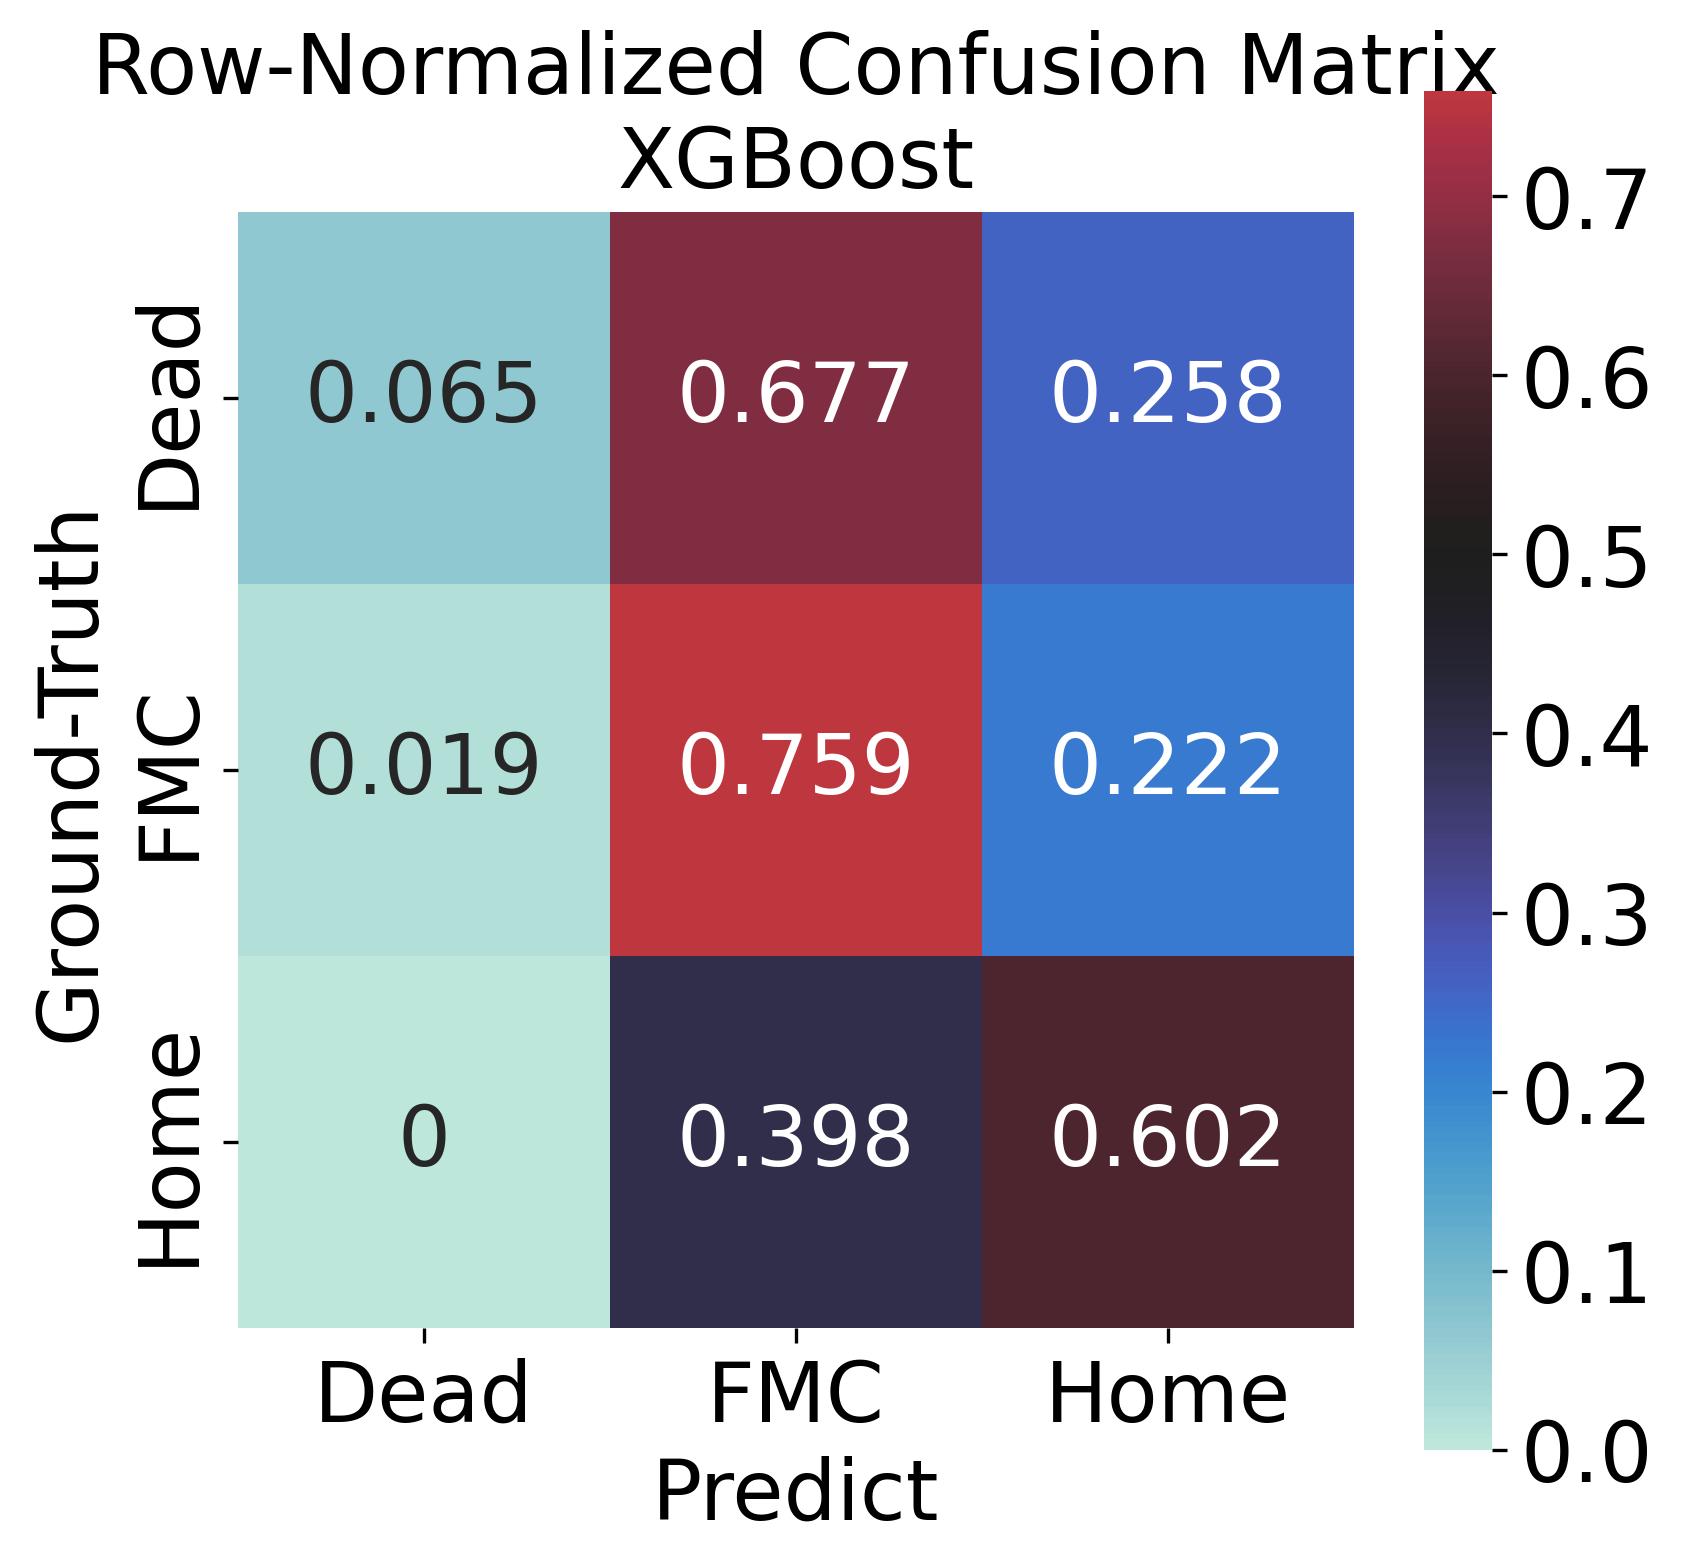 Row-Normalized Confusion Matrix
XGBoost
Ground-Truth
Dead
0.065 0.677 0.258
FMC
0.019 0.759 0.222
Home
0 0.398 0.602
Dead FMC Home
Predict
0.7
0.6
0.5
0.4
0.3
0.2
0.1
0.0